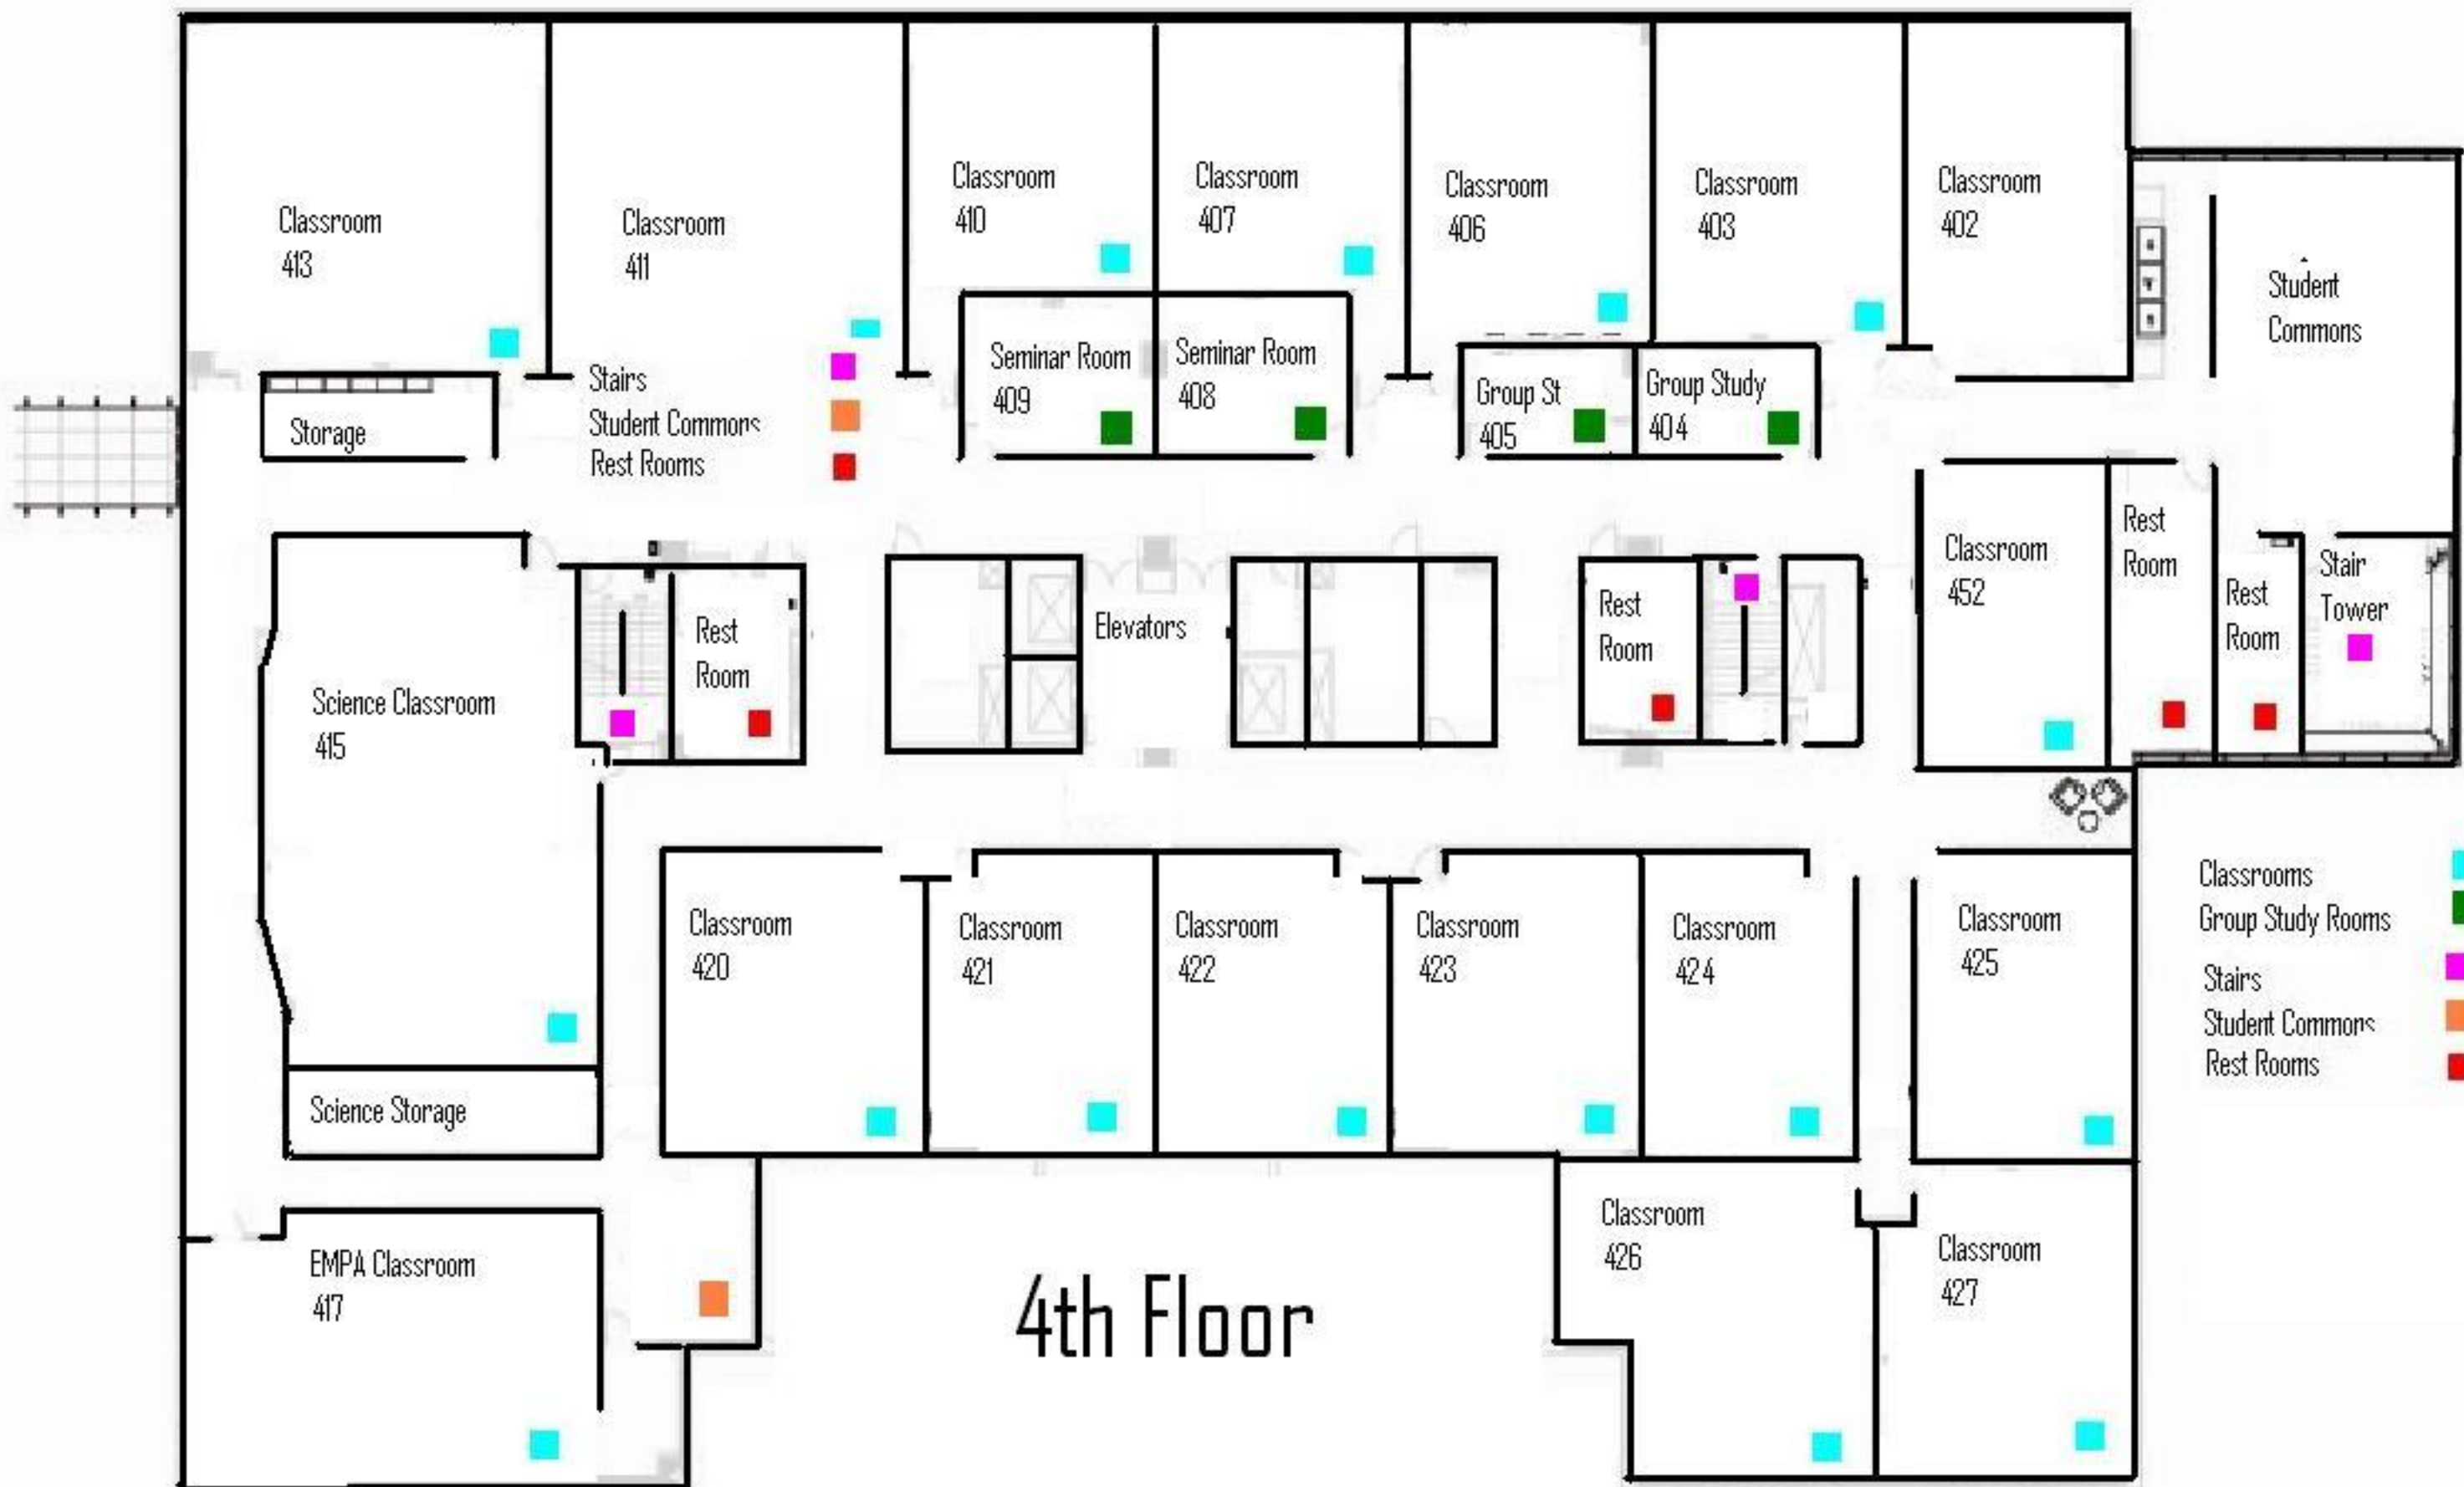 Classroom
413
Classroom
411
Classroom
410
Classroom
407
Classroom
406
Classroom
403
Classroom
402
Student
Commons
Storage
Stairs
Student Commons
Rest Rooms
Seminar Room
409
Seminar Room
408
Group St
405
Group Study
404
Science Classroom
415
Rest
Room
Elevators
Rest
Room
Classroom
452
Rest
Room
Rest
Room
Stair
Tower
Classroom
420
Classroom
421
Classroom
422
Classroom
423
Classroom
424
Classroom
425
Classrooms
Group Study Rooms
Stairs
Student Commons
Rest Rooms
Science Storage
EMPA Classroom
417
4th Floor
Classroom
426
Classroom
427